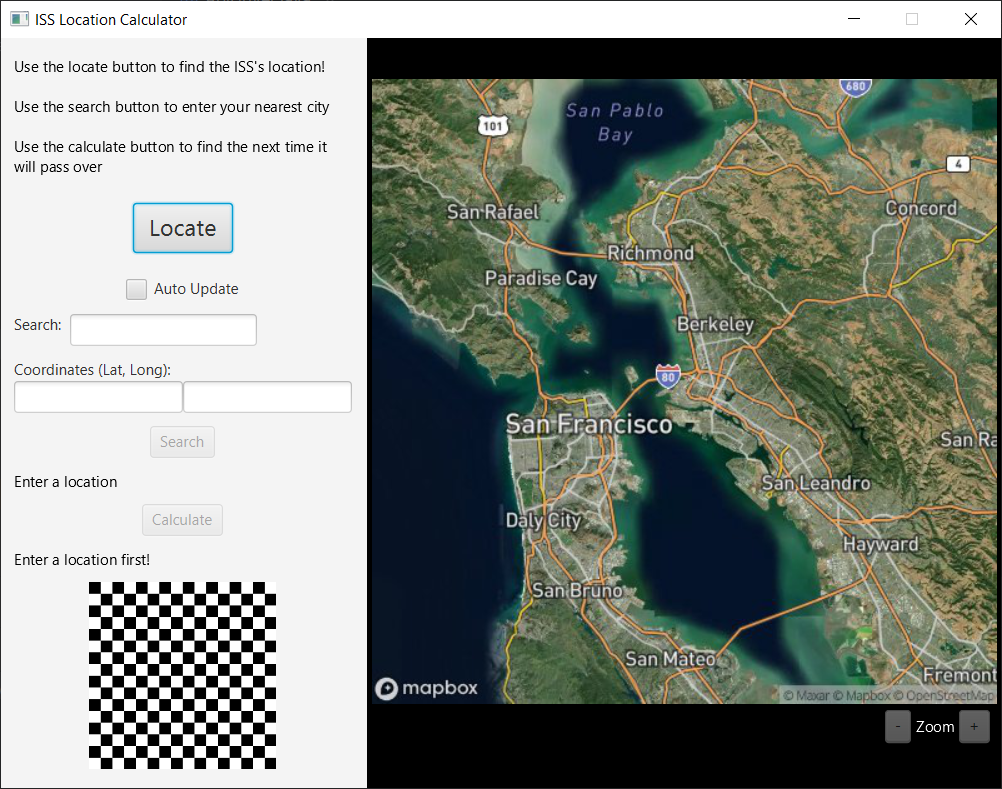 ISS Location Calculator
Use the locate button to find the ISS's location!
Use the search button to enter your nearest city
Use the calculate button to find the next time it
will pass over
Locate
Auto Update
Search:
Coordinates (Lat, Long):
Search
Enter a location
Calculate
Enter a location first!
680
San Pablo
Bay
101
4
San Rafael
Concord
Richmond
Paradise Cay
Berkeley
80
San Francisco
San Ra
San Leandro
Daly City
Hayward
San Bruno
San Mateo
Fremont
mapbox
© Maxar © Mapbox © OpenStreetMap
- Zoom +